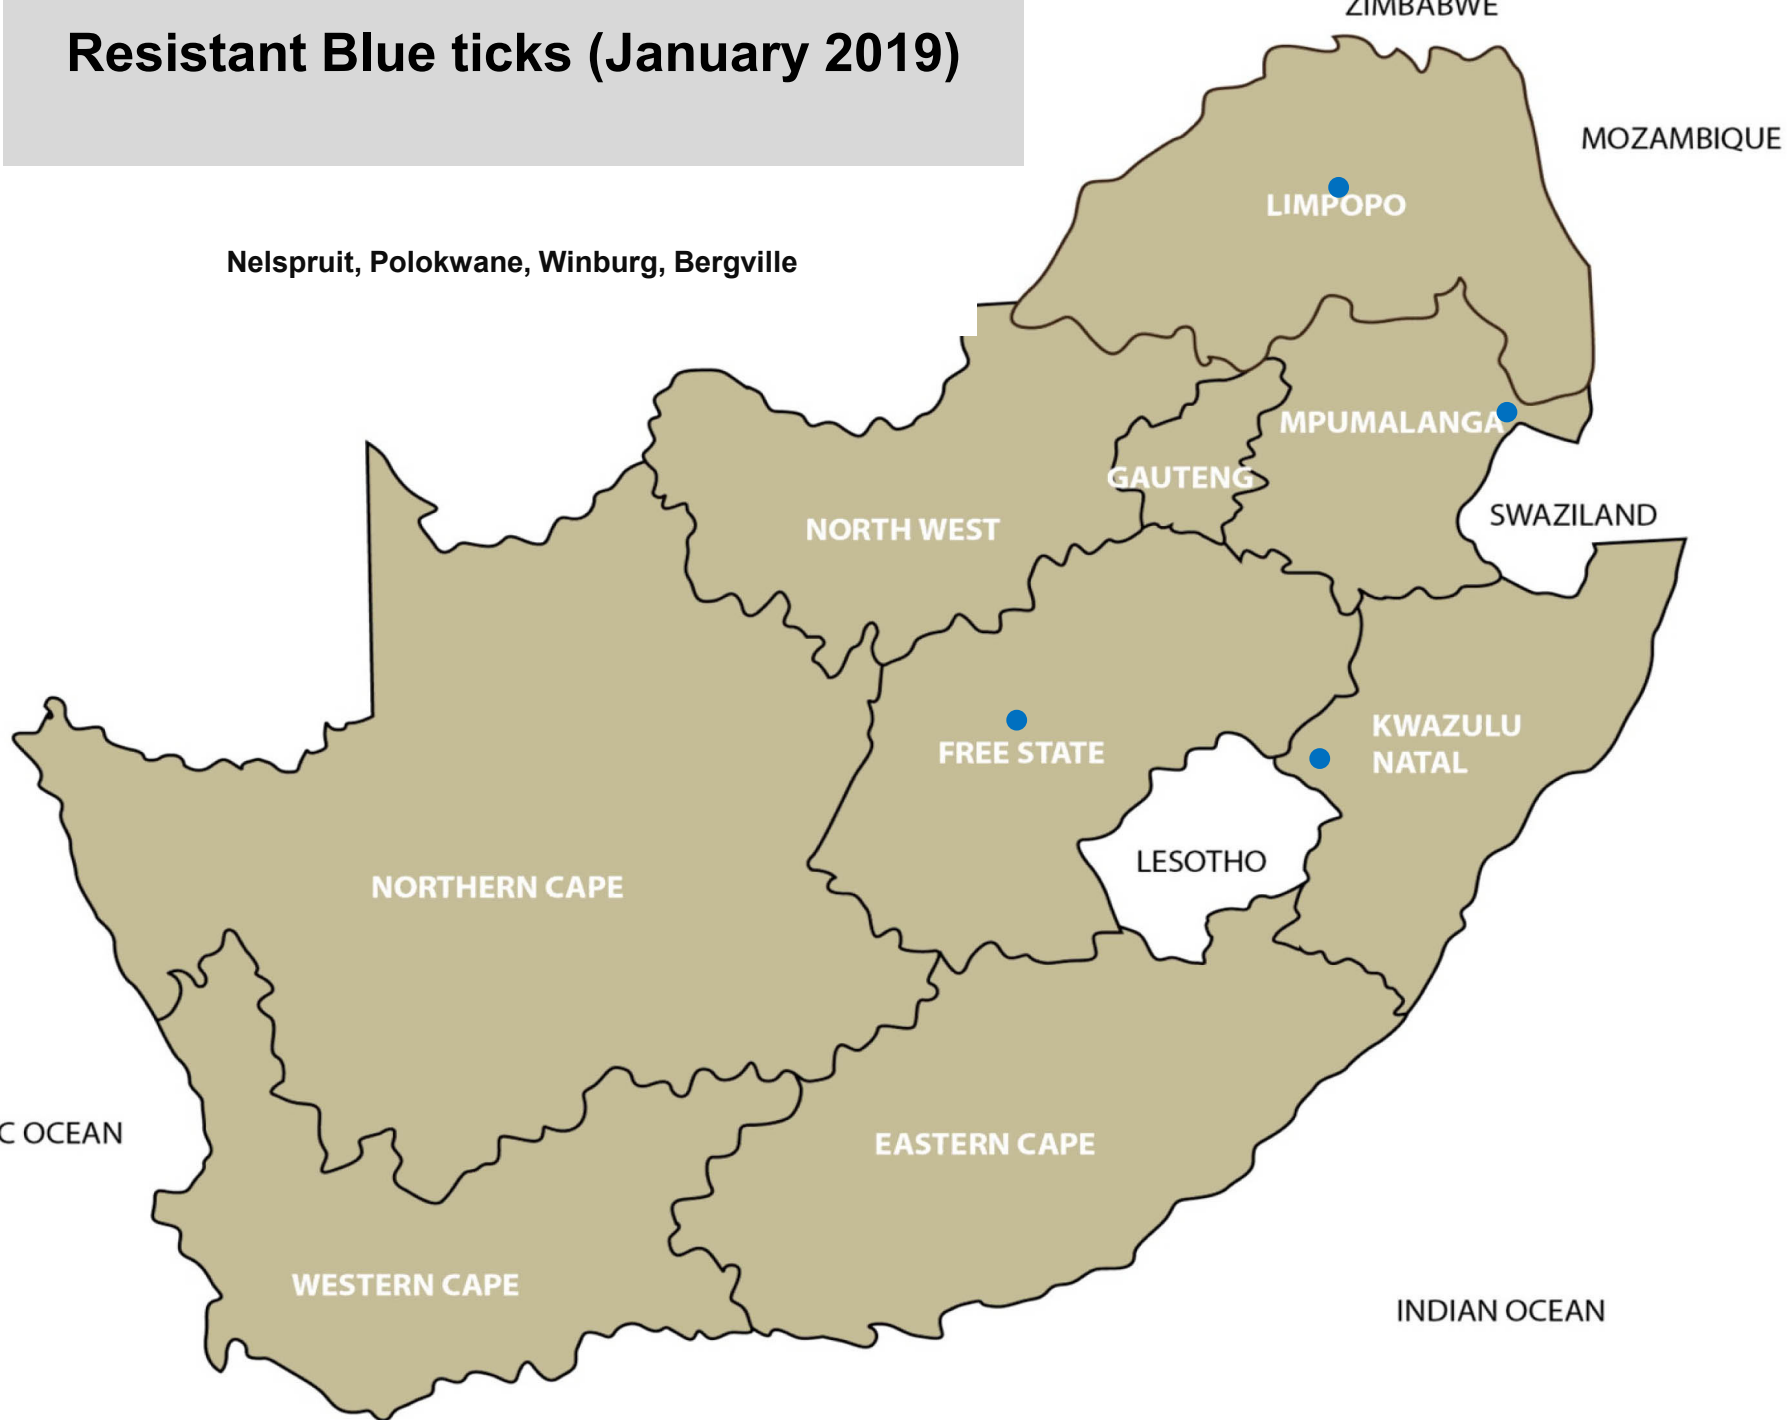 ZIMBABWE
Resistant Blue ticks (January 2019)
MOZAMBIQUE
LIMPOPO
Nelspruit, Polokwane, Winburg, Bergville
MPUMALANGA
GAUTENG
SWAZILAND
NORTH WEST
KWAZULU
NATAL
FREE STATE
LESOTHO
NORTHERN CAPE
C OCEAN
EASTERN CAPE
WESTERN CAPE
INDIAN OCEAN